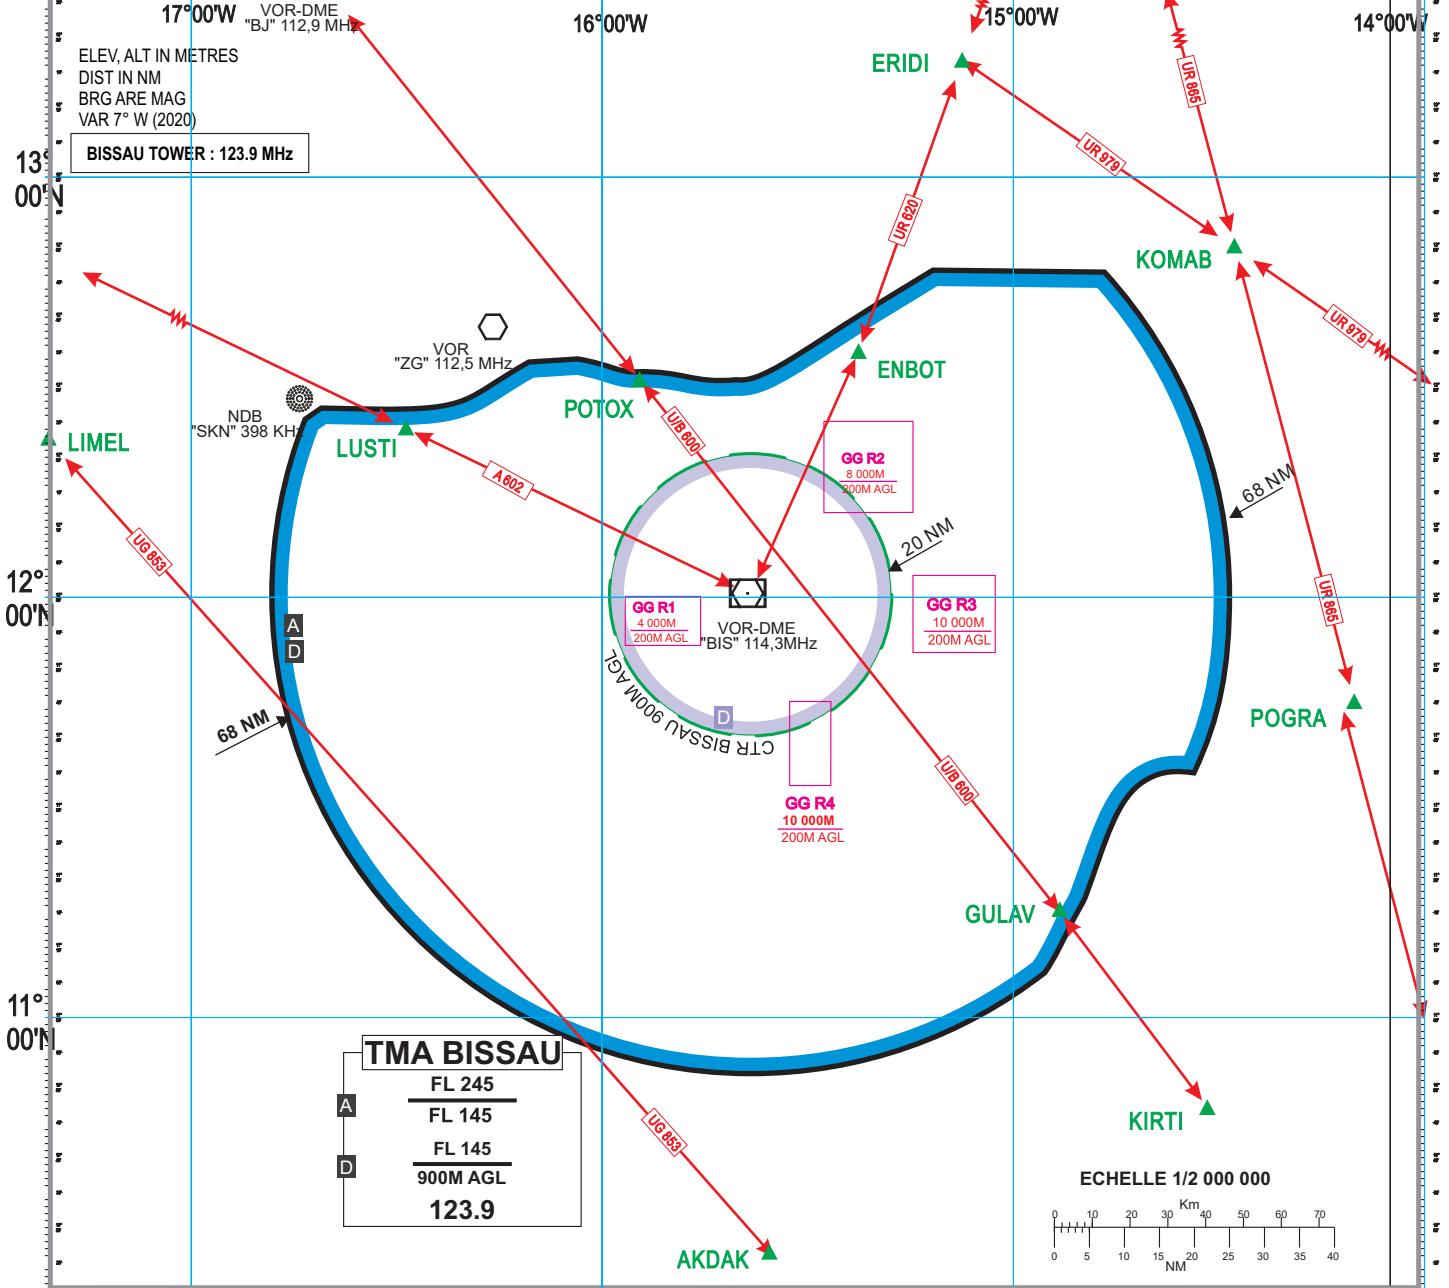 17°00'W
16°00'W
15°00'W
14°00'W
VOR-DME
"BJ" 112,9 MHz
ELEV, ALT IN METRES
DIST IN NM
BRG ARE MAG
VAR 7° W (2020)
BISSAU TOWER : 123.9 MHz
ERIDI
UR 865
UR 979
13°
00'N
UR 620
KOMAB
UR 979
VOR
"ZG" 112,5 MHz
ENBOT
POTOX
NDB
"SKN" 398 KHz
LUSTI
LIMEL
U/B 600
A 602
GG R2
8 000M
200M AGL
68 NM
20 NM
UG 853
12°
00'N
GG R1
4 000M
200M AGL
GG R3
10 000M
200M AGL
UR 865
VOR-DME
"BIS" 114,3MHz
A
D
CTR BISSAU 900M AGL
D
68 NM
POGRA
U/B 600
GG R4
10 000M
200M AGL
GULAV
11°
00'N
TMA BISSAU
FL 245
A
FL 145
FL 145
D
900M AGL
123.9
UG 853
KIRTI
AKDAK
ECHELLE 1/2 000 000
Km
0 10 20 30 40 50 60 70
0 5 10 15 20 25 30 35 40
NM